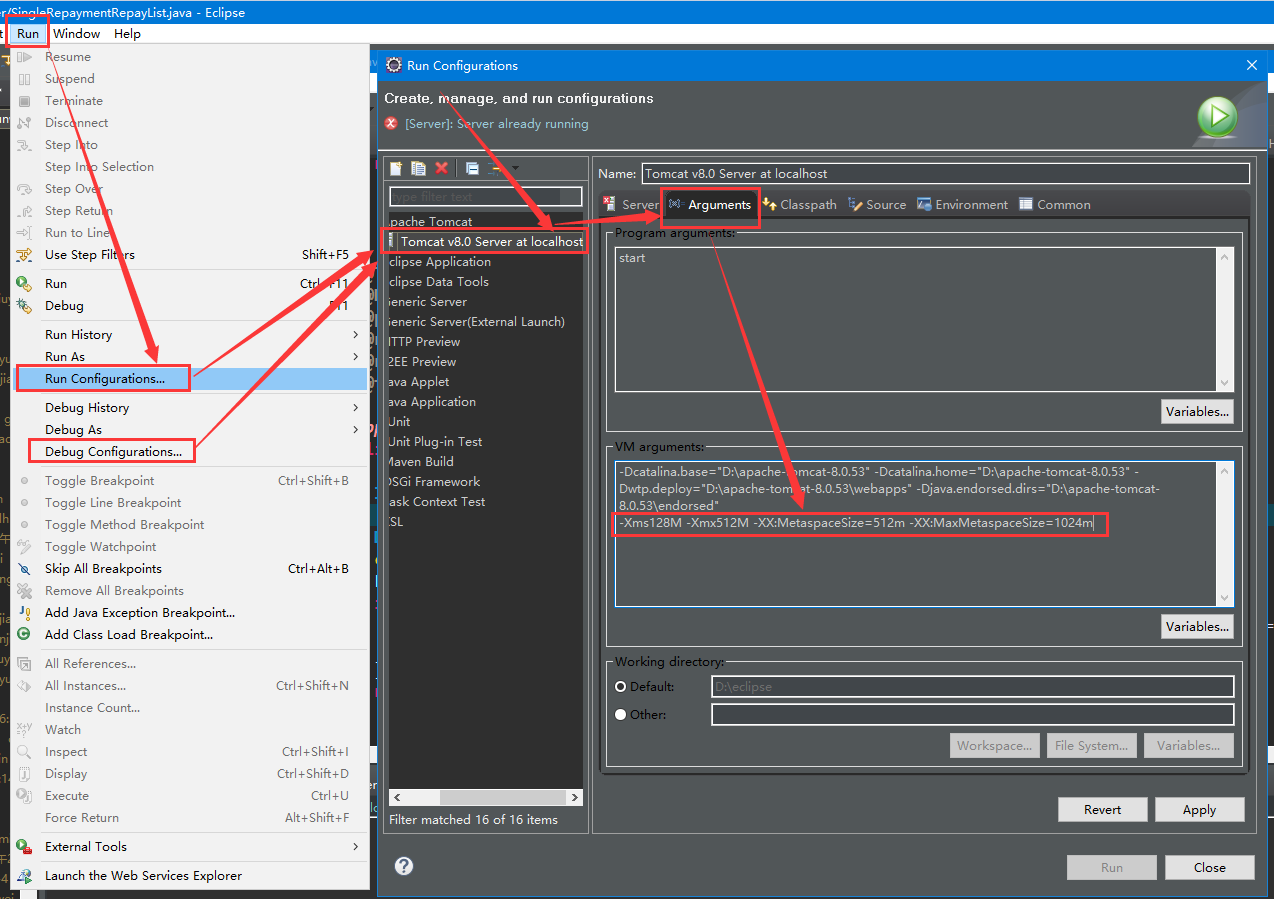 er/SingleRepaymentRepayList.java - Eclipse
Run Window Help
Resume
Suspend
Terminate
Disconnect
Step Into
Step Into Selection
Step Over
Step Return
Run to Line
Use Step Filters Shift+F5
Run Ctrl+F11
Debug F11
Run History
Run As
Run Configurations...
Debug History
Debug As
Debug Configurations...
Toggle Breakpoint Ctrl+Shift+B
Toggle Line Breakpoint
Toggle Method Breakpoint
Toggle Watchpoint
Skip All Breakpoints Ctrl+Alt+B
Remove All Breakpoints
Add Java Exception Breakpoint...
Add Class Load Breakpoint...
All References...
All Instances... Ctrl+Shift+N
Instance Count...
Watch
Inspect Ctrl+Shift+I
Display Ctrl+Shift+D
Execute Ctrl+U
Force Return Alt+Shift+F
External Tools
Launch the Web Services Explorer
Run Configurations
Create, manage, and run configurations
[Server]: Server already running
type filter text
pache Tomcat
Tomcat v8.0 Server at localhost
clipse Application
clipse Data Tools
eneric Server
eneric Server(External Launch)
TTP Preview
2EE Preview
ava Applet
ava Application
Unit
Unit Plug-in Test
Maven Build
OSGi Framework
ask Context Test
SL
Filter matched 16 of 16 items
Name: Tomcat v8.0 Server at localhost
Server Arguments Classpath Source Environment Common
Program arguments:
start
Variables...
VM arguments:
-Dcatalina.base="D:\apache-tomcat-8.0.53" -Dcatalina.home="D:\apache-tomcat-8.0.53" -
Dwtp.deploy="D:\apache-tomcat-8.0.53\webapps" -Djava.endorsed.dirs="D:\apache-tomcat-
8.0.53\endorsed"
-Xms128M -Xmx512M -XX:MetaspaceSize=512m -XX:MaxMetaspaceSize=1024m
Variables...
Working directory:
Default: D:\eclipse
Other:
Workspace... File System... Variables...
Revert Apply
Run Close